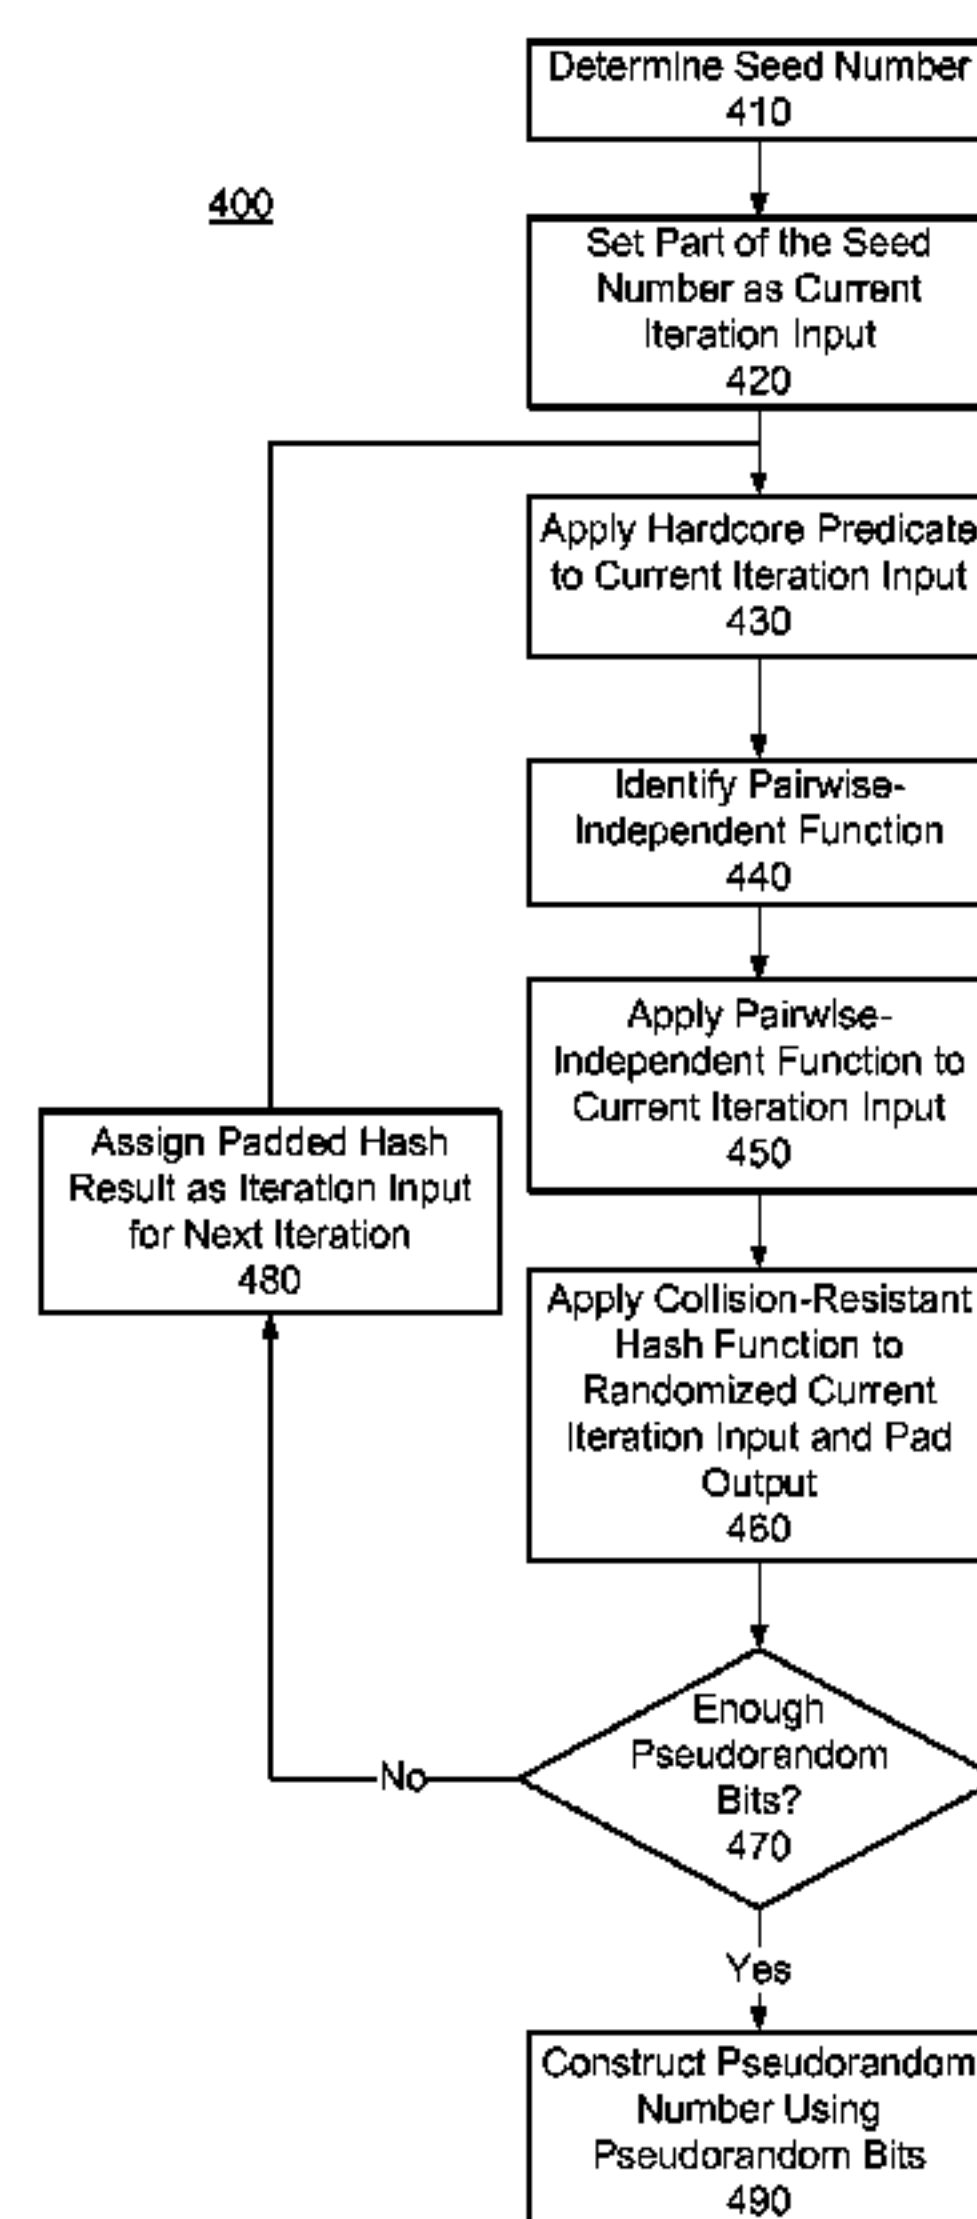 Determine Seed Number
410
400
Set Part of the Seed
Number as Current
Iteration Input
420
Apply Hardcore Predicate
to Current Iteration Input
430
Identify Pairwise-
Independent Function
440
Apply Pairwise-
Independent Function to
Current Iteration Input
450
Assign Padded Hash
Result as Iteration Input
for Next Iteration
480
Apply Collision-Resistant
Hash Function to
Randomized Current
Iteration Input and Pad
Output
460
Enough
Pseudorandom
Bits?
470
No
Yes
Construct Pseudorandom
Number Using
Pseudorandom Bits
490